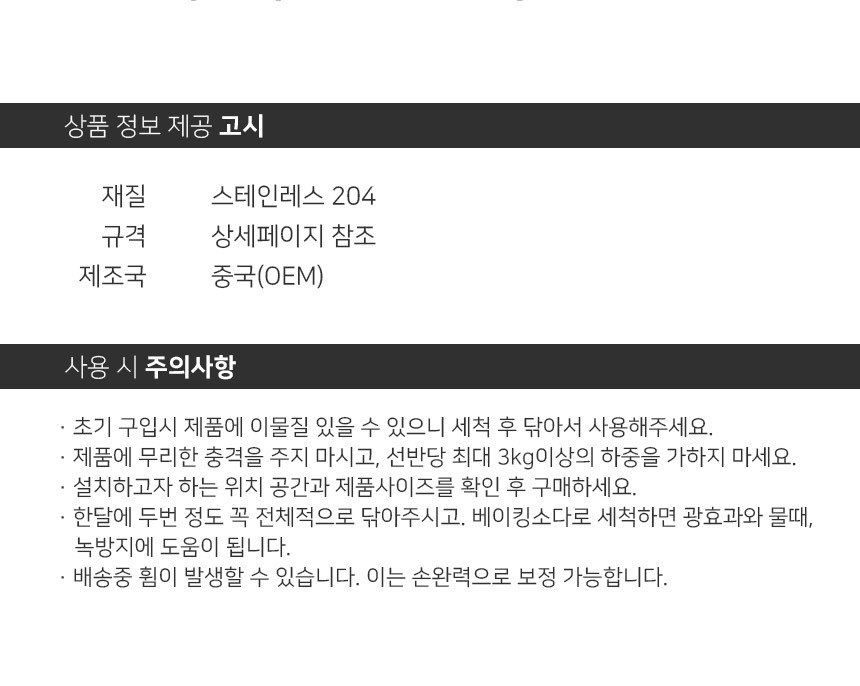 상품 정보 제공 고시
재질 스테인레스 204
규격 상세페이지 참조
제조국 중국(OEM)
사용 시 주의사항
· 초기 구입시 제품에 이물질 있을 수 있으니 세척 후 닦아서 사용해주세요.
· 제품에 무리한 충격을 주지 마시고, 선반당 최대 3kg이상의 하중을 가하지 마세요.
· 설치하고자 하는 위치 공간과 제품사이즈를 확인 후 구매하세요.
· 한달에 두번 정도 꼭 전체적으로 닦아주시고. 베이킹소다로 세척하면 광효과와 물때,
녹방지에 도움이 됩니다.
· 배송중 휨이 발생할 수 있습니다. 이는 손완력으로 보정 가능합니다.